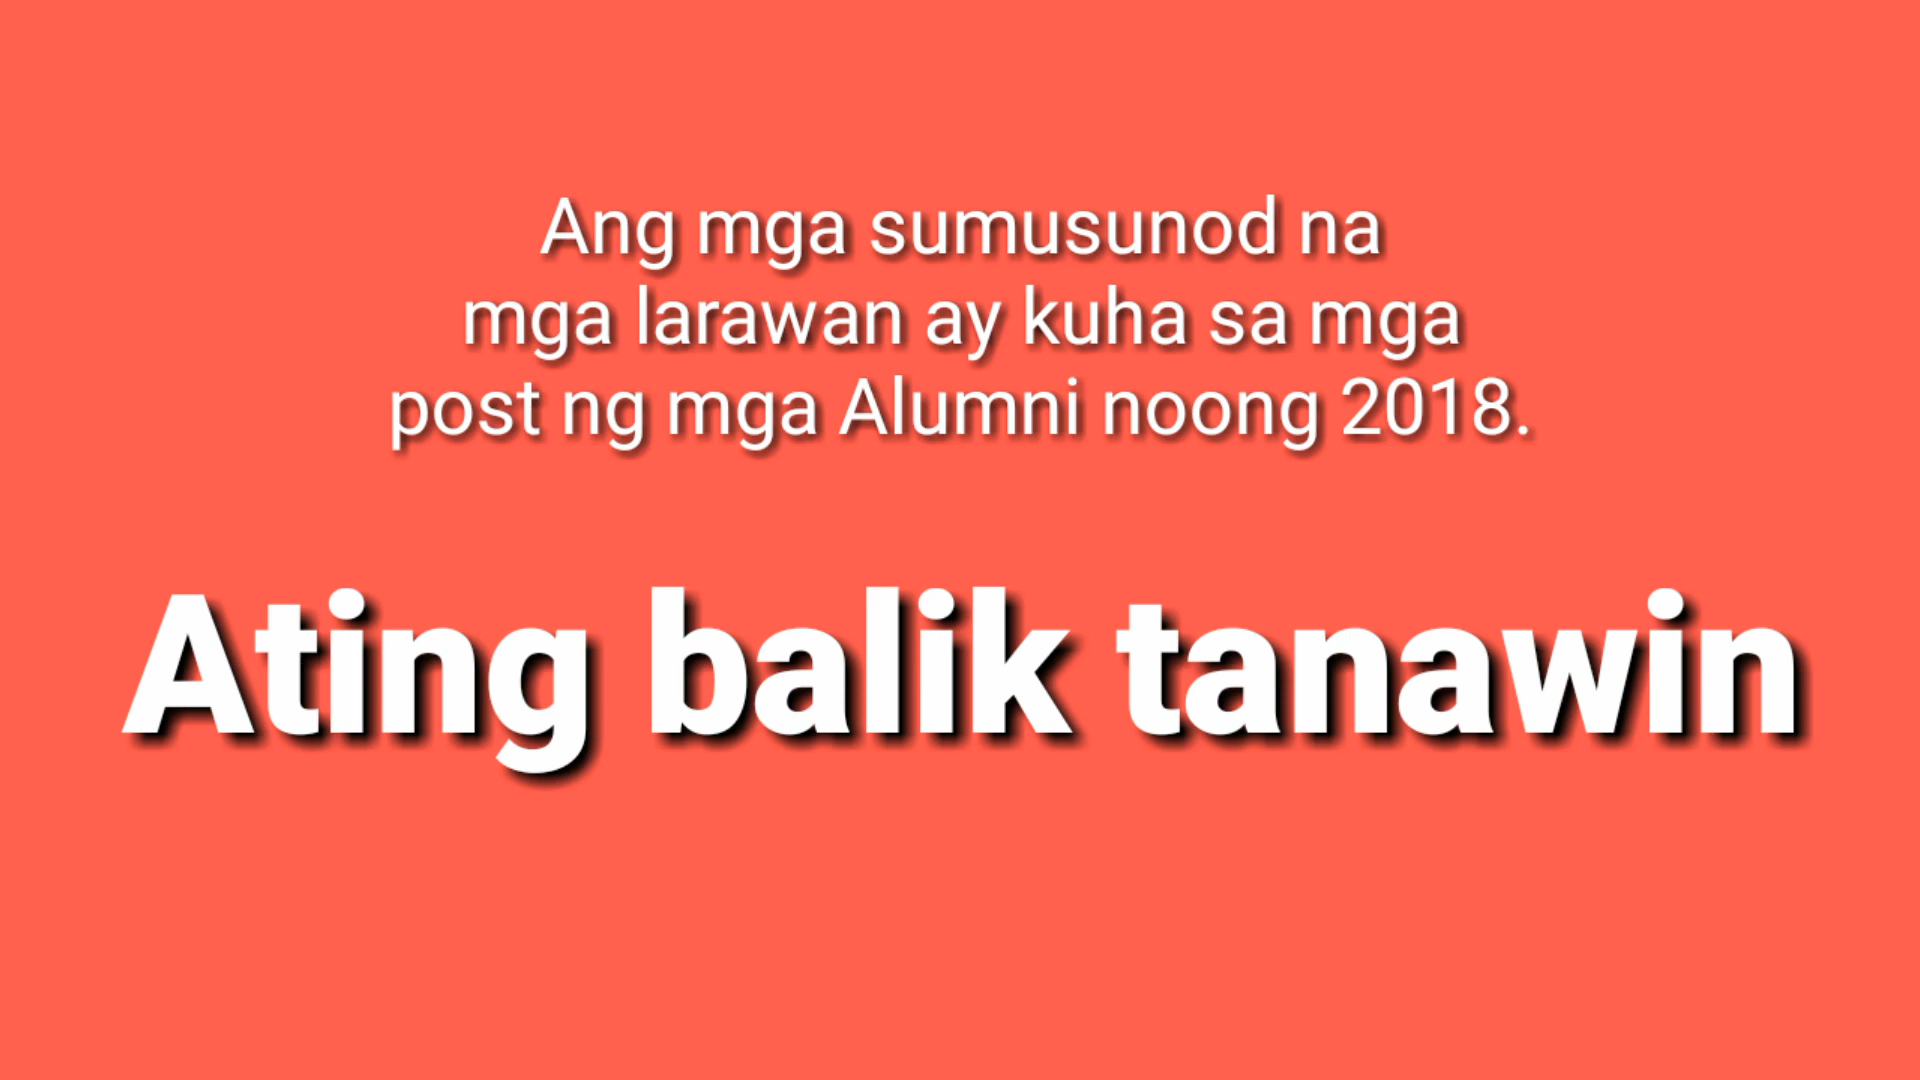 Ang mga sumusunod na
mga larawan ay kuha sa mga
post ng mga Alumni noong 2018.
Ating balik tanawin